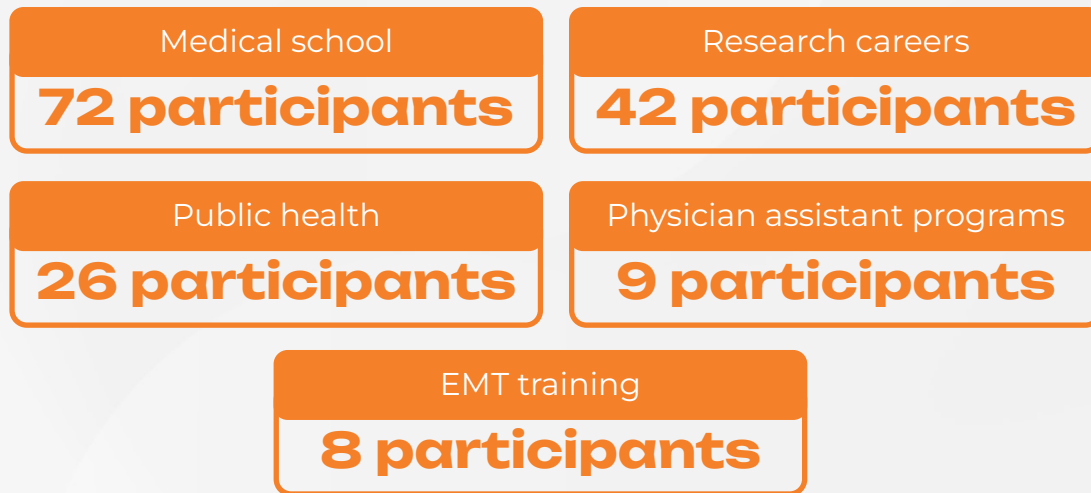 Medical school
72 participants
Research careers
42 participants
Public health
26 participants
Physician assistant programs
9 participants
EMT training
8 participants